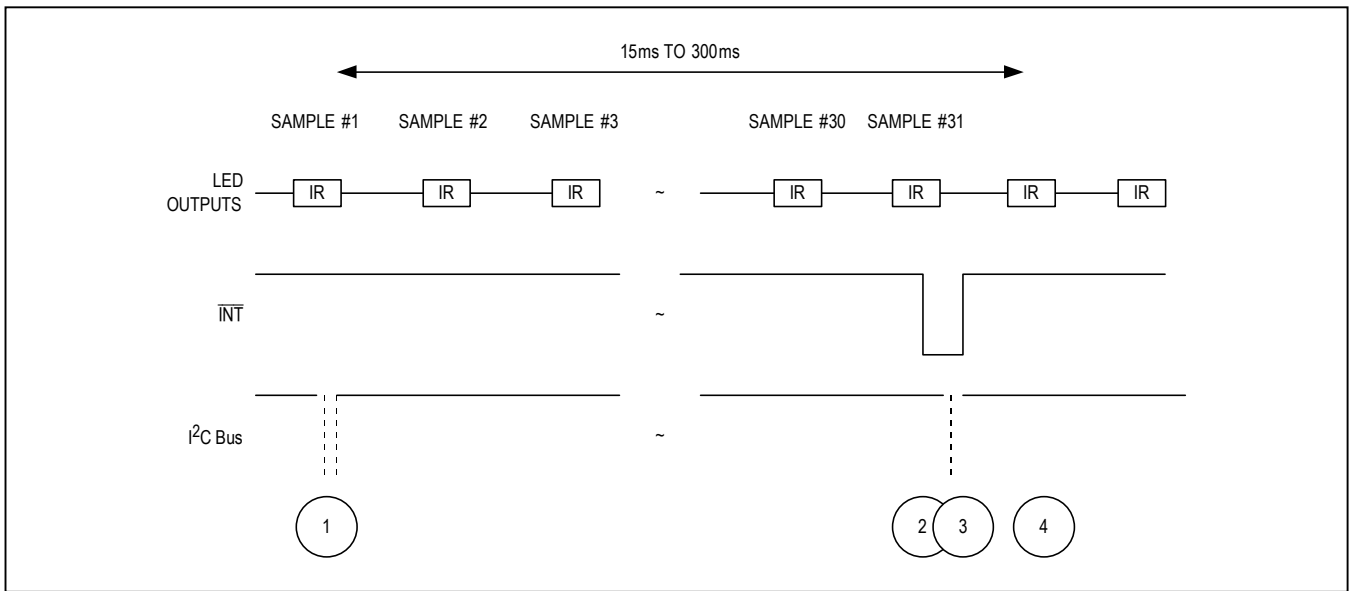 15ms TO 300ms
SAMPLE #1 SAMPLE #2 SAMPLE #3 SAMPLE #30 SAMPLE #31
LED
OUTPUTS
IR IR IR ~ IR IR IR IR
INT ~
I²C Bus ~
1 2 3 4